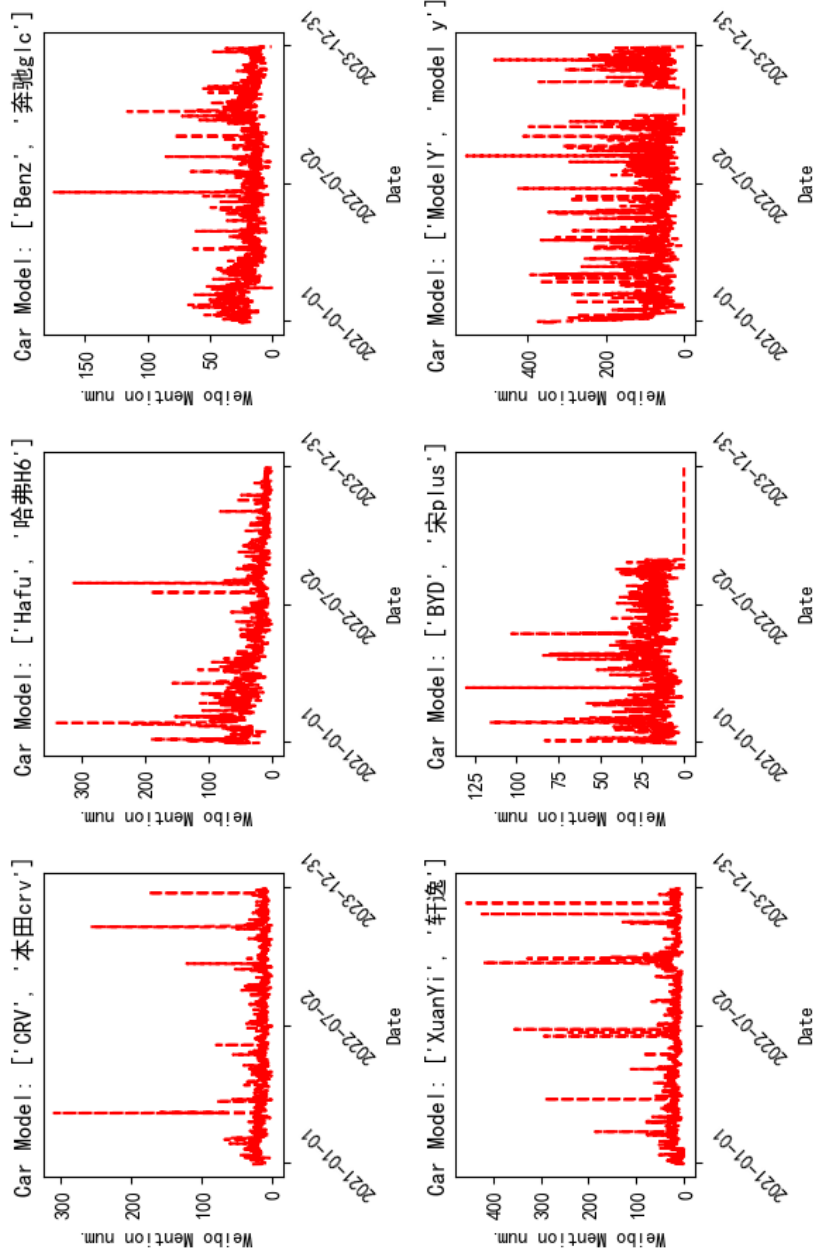 Car Model: ['CRV', '本田crv']
Weibo Mention num.
300
200
100
0
2021-01-01
2022-07-02
2023-12-31
Date
Car Model: ['Hafu', '哈弗H6']
Weibo Mention num.
300
200
100
0
2021-01-01
2022-07-02
2023-12-31
Date
Car Model: ['Benz', '奔驰glc']
Weibo Mention num.
150
100
50
0
2021-01-01
2022-07-02
2023-12-31
Date
Car Model: ['XuanYi', '轩逸']
Weibo Mention num.
400
300
200
100
0
2021-01-01
2022-07-02
2023-12-31
Date
Car Model: ['BYD', '宋plus']
Weibo Mention num.
125
100
75
50
25
0
2021-01-01
2022-07-02
2023-12-31
Date
Car Model: ['ModelY', 'model y']
Weibo Mention num.
400
200
0
2021-01-01
2022-07-02
2023-12-31
Date